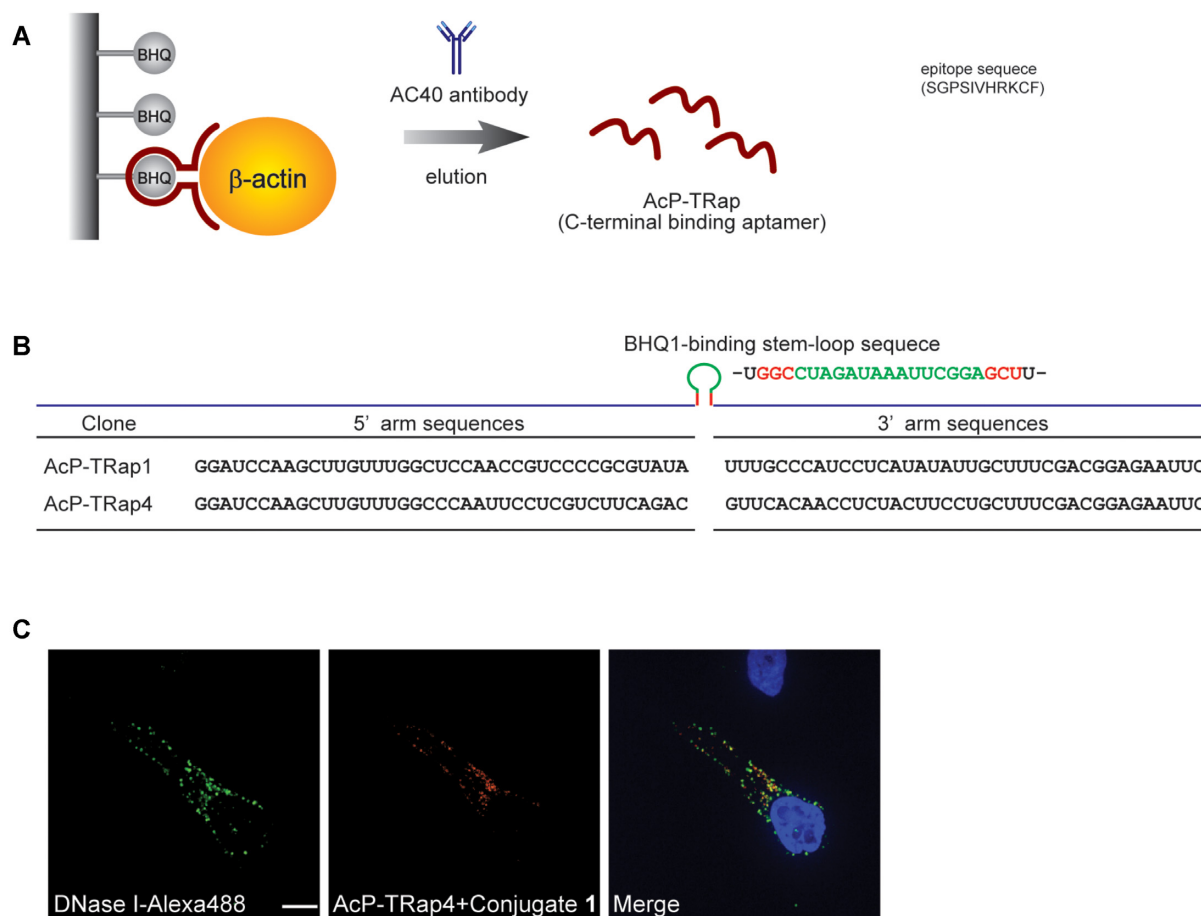 A
BHQ
BHQ
BHQ
β-actin
AC40 antibody
elution
AcP-TRap
(C-terminal binding aptamer)
epitope sequece
(SGPSIVHRKCF)
B
BHQ1-binding stem-loop sequece
–UGGCCUAGAUAAAUUCGGAGCUU–
Clone 5’ arm sequences 3’ arm sequences
AcP-TRap1 GGAUCCAAGCUUGUUUGGCUCCAACCGUCCCCGCGUAUA UUUGCCCAUCCUCAUAUAUUGCUUUCGACGGAGAAUUC
AcP-TRap4 GGAUCCAAGCUUGUUUGGCCCAAUUCCUCGUCUUCAGAC GUUCACAACCUCUACUUCCUGCUUUCGACGGAGAAUUC
C
DNase I-Alexa488 AcP-TRap4+Conjugate 1 Merge